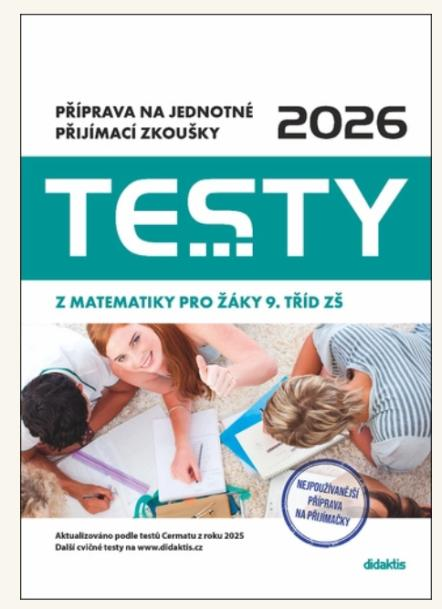 PŘÍPRAVA NA JEDNOTNÉ
PŘIJÍMACÍ ZKOUŠKY
2026
TESTY
Z MATEMATIKY PRO ŽÁKY 9. TŘÍD ZŠ
NEJPOUŽÍVANĚJŠÍ
PŘÍPRAVA
NA PŘIJÍMAČKY
Aktualizováno podle testů Cermatu z roku 2025
Další cvičné testy na www.didaktis.cz
didaktis